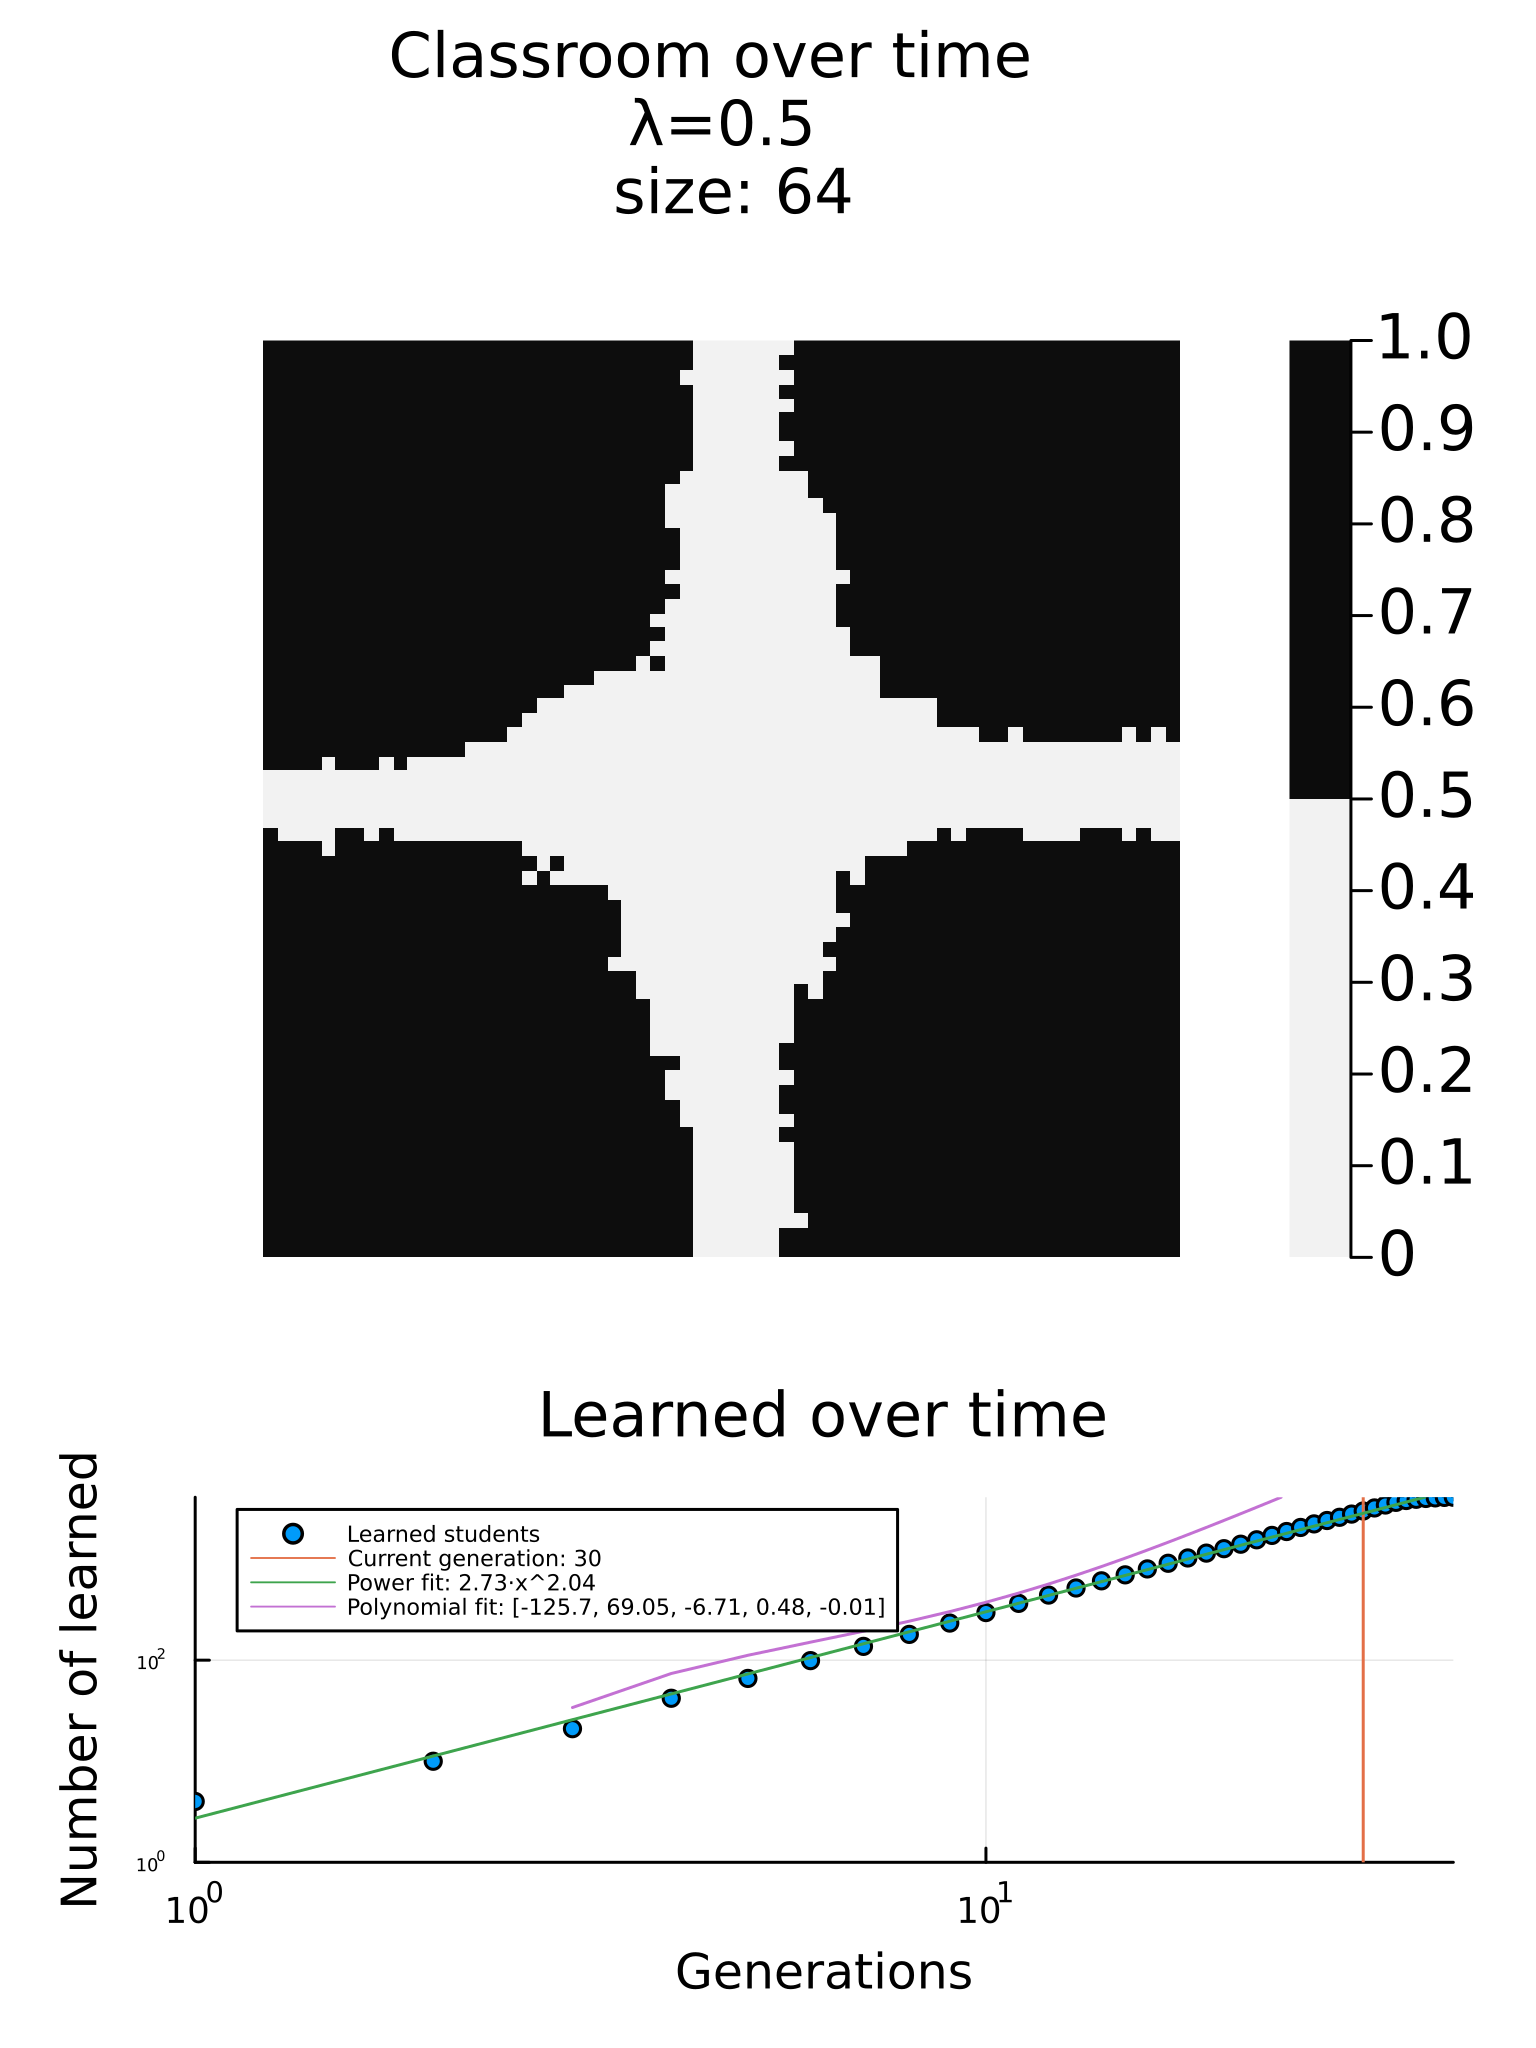 Classroom over time
λ=0.5
size: 64
1.0
0.9
0.8
0.7
0.6
0.5
0.4
0.3
0.2
0.1
0
Learned over time
Number of learned
Learned students
Current generation: 30
Power fit: 2.73·x^2.04
Polynomial fit: [-125.7, 69.05, -6.71, 0.48, -0.01]
10²
10⁰
10⁰ 10¹
Generations